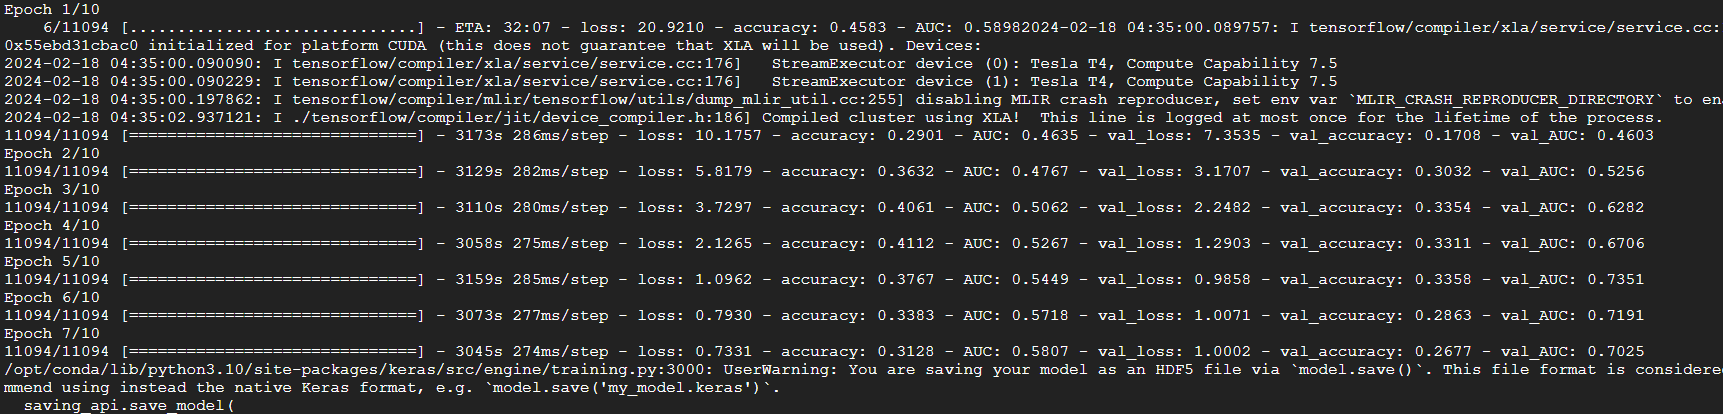 Epoch 1/10
6/11094 [..............................] - ETA: 32:07 - loss: 20.9210 - accuracy: 0.4583 - AUC: 0.58982024-02-18 04:35:00.089757: I tensorflow/compiler/xla/service/service.cc:
0x55ebd31cbac0 initialized for platform CUDA (this does not guarantee that XLA will be used). Devices:
2024-02-18 04:35:00.090090: I tensorflow/compiler/xla/service/service.cc:176]   StreamExecutor device (0): Tesla T4, Compute Capability 7.5
2024-02-18 04:35:00.090229: I tensorflow/compiler/xla/service/service.cc:176]   StreamExecutor device (1): Tesla T4, Compute Capability 7.5
2024-02-18 04:35:00.197862: I tensorflow/compiler/mlir/tensorflow/utils/dump_mlir_util.cc:255] disabling MLIR crash reproducer, set env var `MLIR_CRASH_REPRODUCER_DIRECTORY` to en
2024-02-18 04:35:02.937121: I ./tensorflow/compiler/jit/device_compiler.h:186] Compiled cluster using XLA!  This line is logged at most once for the lifetime of the process.
11094/11094 [==============================] - 3173s 286ms/step - loss: 10.1757 - accuracy: 0.2901 - AUC: 0.4635 - val_loss: 7.3535 - val_accuracy: 0.1708 - val_AUC: 0.4603
Epoch 2/10
11094/11094 [==============================] - 3129s 282ms/step - loss: 5.8179 - accuracy: 0.3632 - AUC: 0.4767 - val_loss: 3.1707 - val_accuracy: 0.3032 - val_AUC: 0.5256
Epoch 3/10
11094/11094 [==============================] - 3110s 280ms/step - loss: 3.7297 - accuracy: 0.4061 - AUC: 0.5062 - val_loss: 2.2482 - val_accuracy: 0.3354 - val_AUC: 0.6282
Epoch 4/10
11094/11094 [==============================] - 3058s 275ms/step - loss: 2.1265 - accuracy: 0.4112 - AUC: 0.5267 - val_loss: 1.2903 - val_accuracy: 0.3311 - val_AUC: 0.6706
Epoch 5/10
11094/11094 [==============================] - 3159s 285ms/step - loss: 1.0962 - accuracy: 0.3767 - AUC: 0.5449 - val_loss: 0.9858 - val_accuracy: 0.3358 - val_AUC: 0.7351
Epoch 6/10
11094/11094 [==============================] - 3073s 277ms/step - loss: 0.7930 - accuracy: 0.3383 - AUC: 0.5718 - val_loss: 1.0071 - val_accuracy: 0.2863 - val_AUC: 0.7191
Epoch 7/10
11094/11094 [==============================] - 3045s 274ms/step - loss: 0.7331 - accuracy: 0.3128 - AUC: 0.5807 - val_loss: 1.0002 - val_accuracy: 0.2677 - val_AUC: 0.7025
/opt/conda/lib/python3.10/site-packages/keras/src/engine/training.py:3000: UserWarning: You are saving your model as an HDF5 file via `model.save()`. This file format is considere
mmend using instead the native Keras format, e.g. `model.save('my_model.keras')`.
saving_api.save_model(